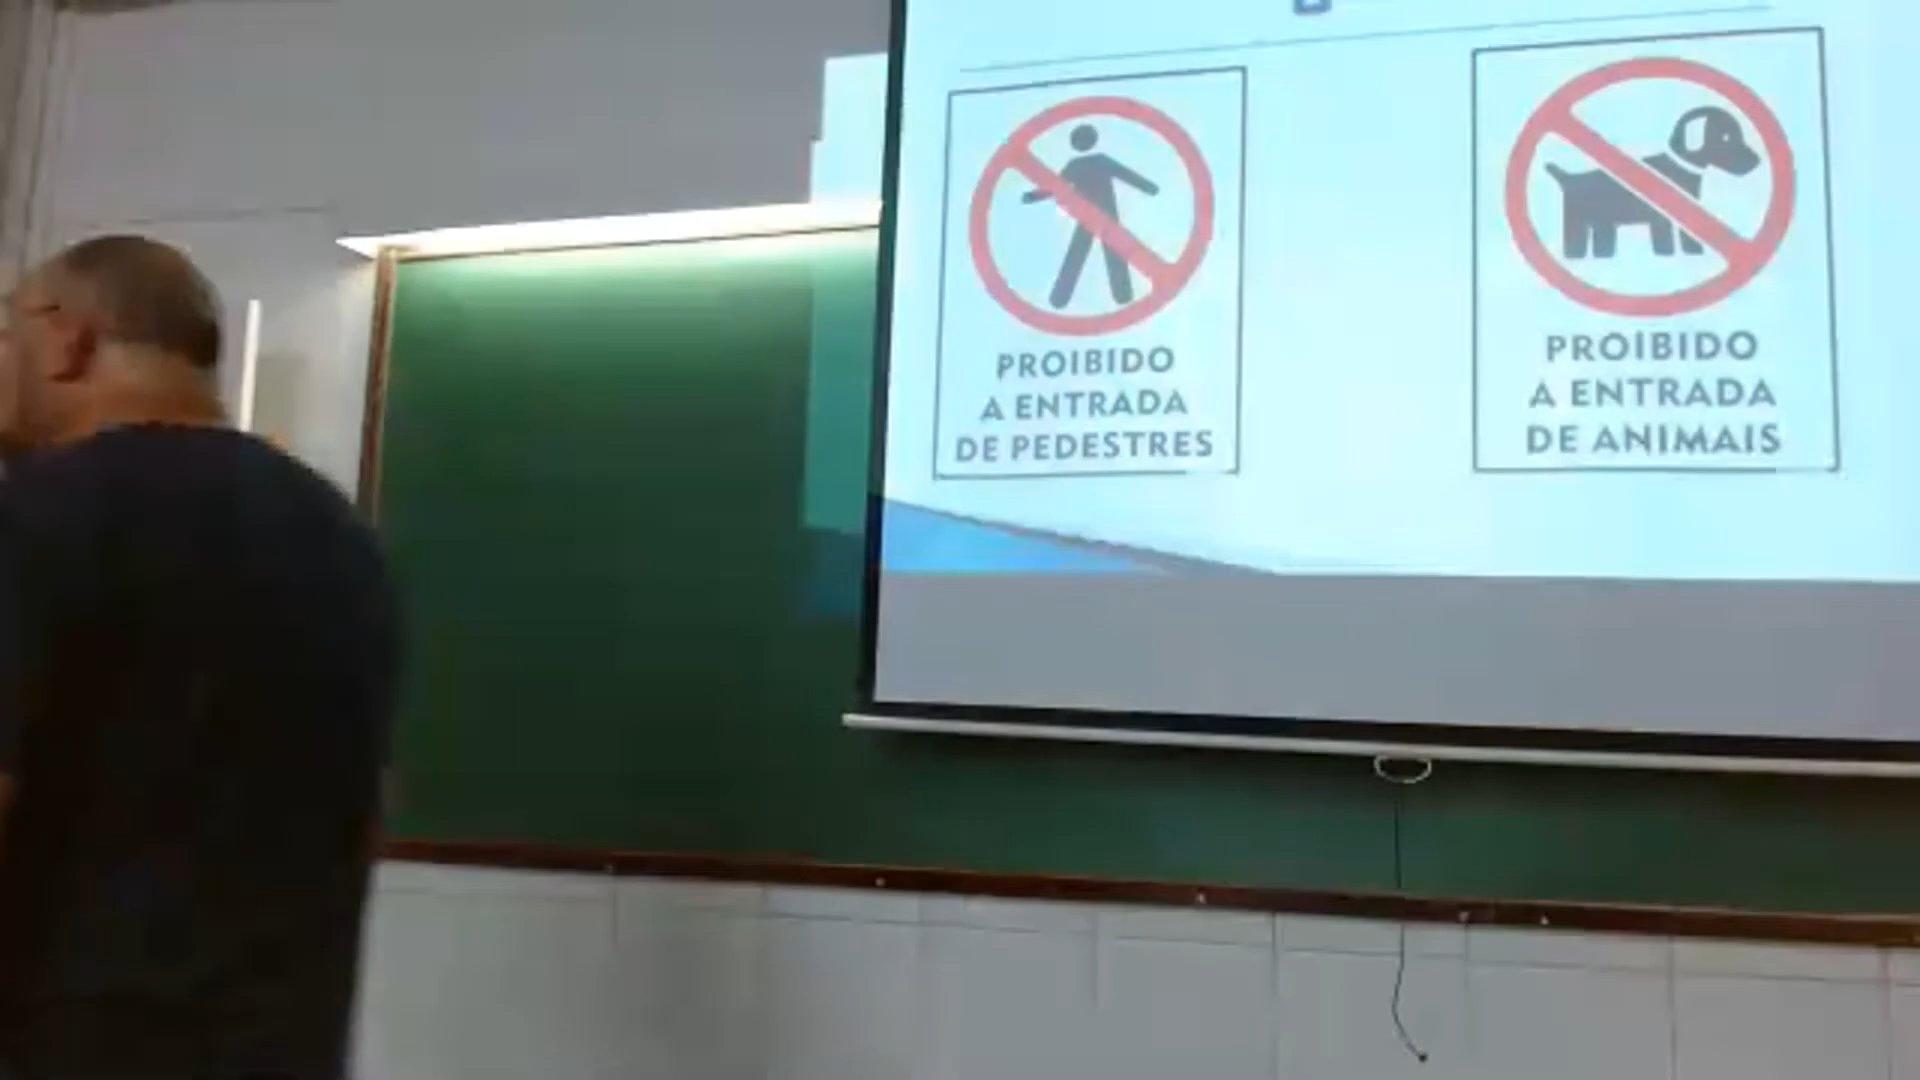 PROIBIDO
A ENTRADA
DE PEDESTRES
PROIBIDO
A ENTRADA
DE ANIMAIS